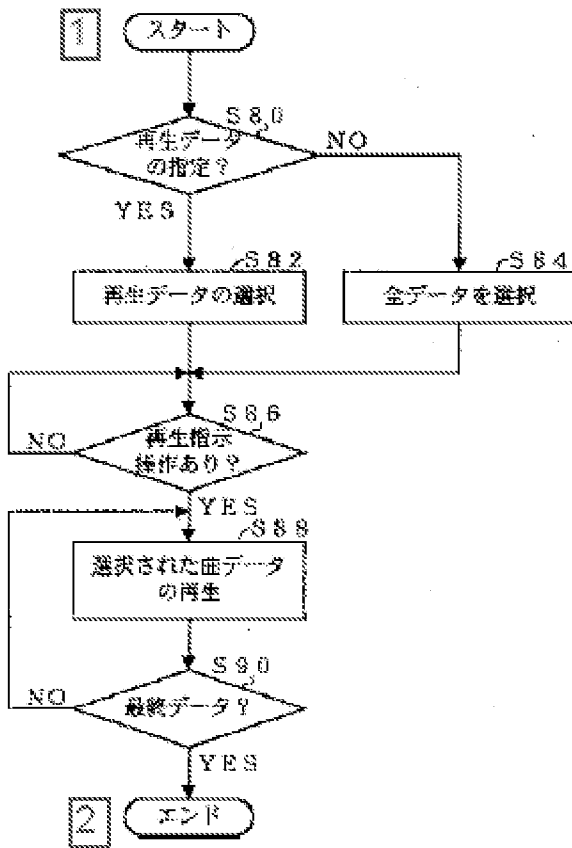 1
スタート
S80
再生データ
の指定?
NO
YES
S82
再生データの選択
S84
全データを選択
S86
再生指示
操作あり?
NO
YES
S88
選択された曲データ
の再生
S90
最終データ?
NO
YES
2
エンド